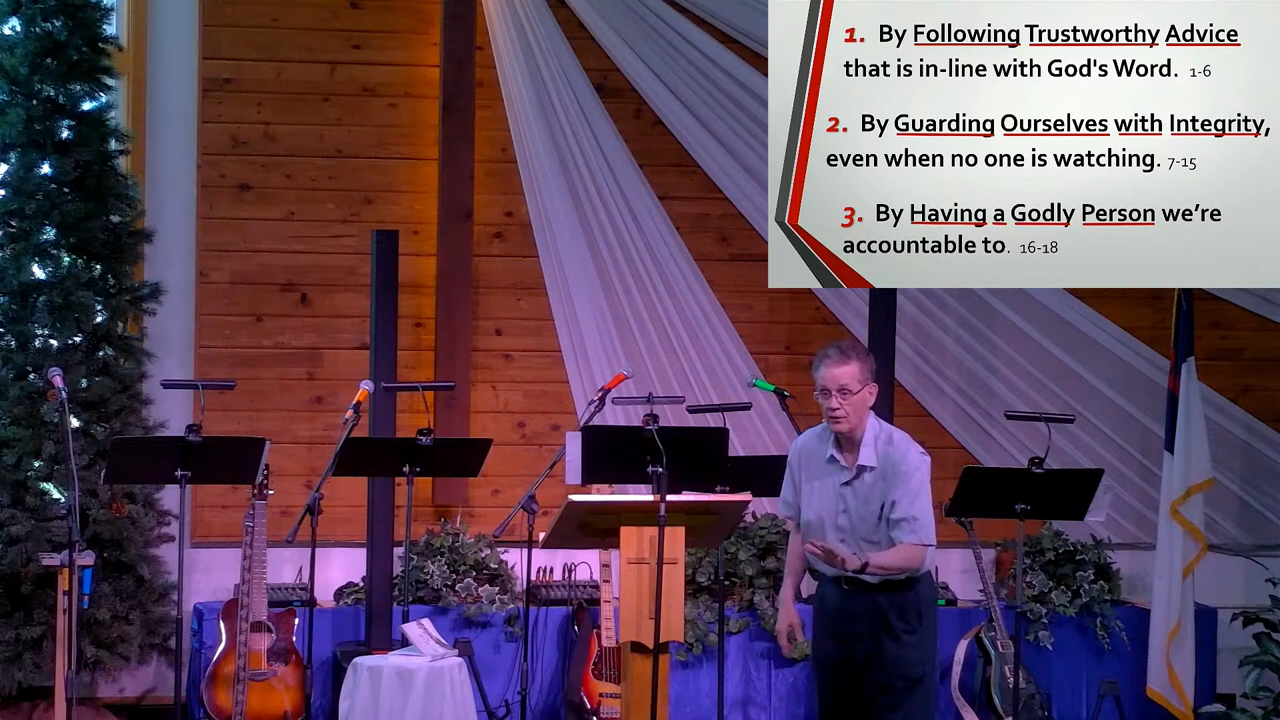 1. By Following Trustworthy Advice
that is in-line with God's Word. 1-6
2. By Guarding Ourselves with Integrity,
even when no one is watching. 7-15
3. By Having a Godly Person we’re
accountable to. 16-18